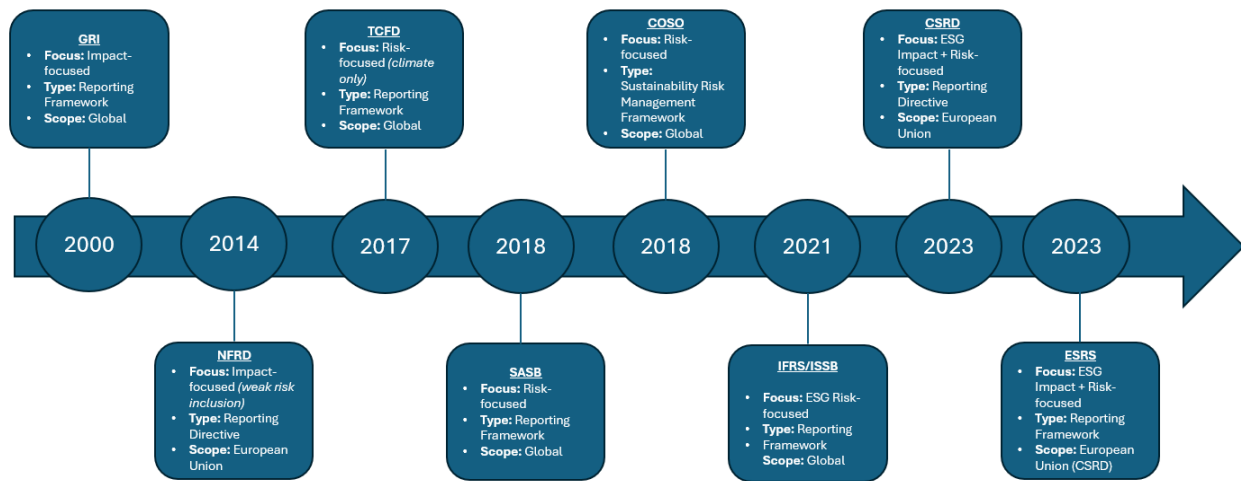 GRI
• Focus: Impact-
focused
• Type: Reporting
Framework
• Scope: Global
TCFD
• Focus: Risk-
focused (climate
only)
• Type: Reporting
Framework
• Scope: Global
COSO
• Focus: Risk-
focused
• Type:
Sustainability Risk
Management
Framework
• Scope: Global
CSRD
• Focus: ESG
Impact + Risk-
focused
• Type: Reporting
Directive
• Scope: European
Union
2000
2014
2017
2018
2018
2021
2023
2023
NFRD
• Focus: Impact-
focused (weak risk
inclusion)
• Type: Reporting
Directive
• Scope: European
Union
SASB
• Focus: Risk-
focused
• Type: Reporting
Framework
• Scope: Global
IFRS/ISSB
• Focus: ESG Risk-
focused
• Type: Reporting
• Framework
Scope: Global
ESRS
• Focus: ESG
Impact + Risk-
focused
• Type: Reporting
Framework
• Scope: European
Union (CSRD)